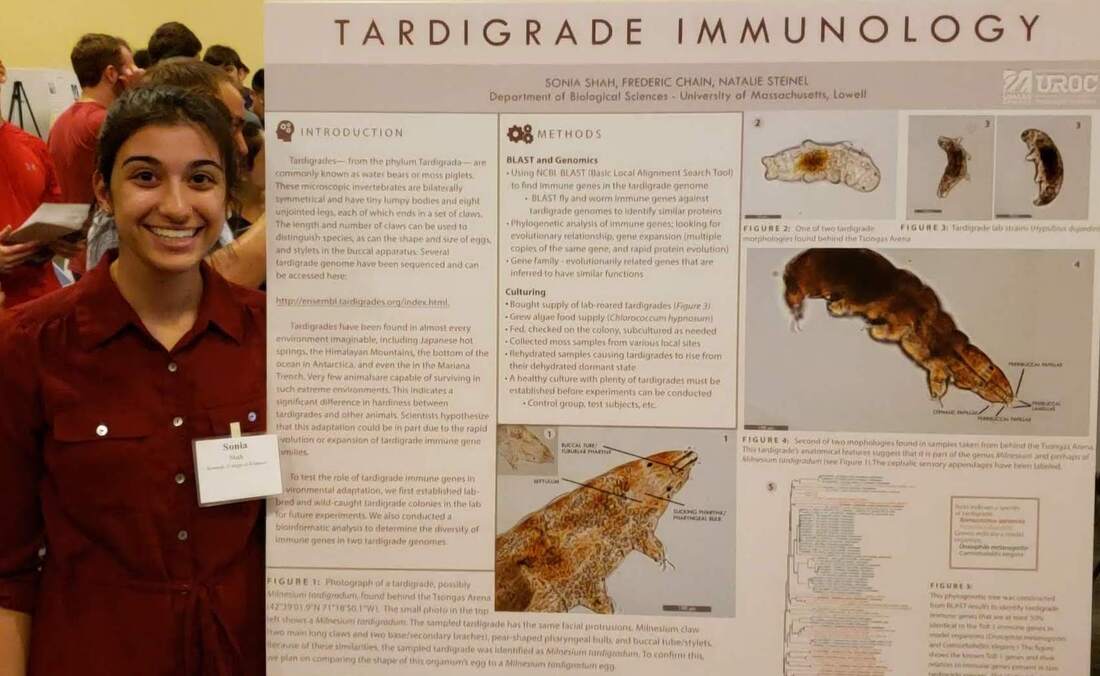 TARDIGRADE IMMUNOLOGY
SONIA SHAH, FREDERIC CHAIN, NATALIE STEINEL
Department of Biological Sciences - University of Massachusetts, Lowell
UROC
INTRODUCTION
Tardigrades— from the phylum Tardigrada— are
commonly known as water bears or moss piglets.
These microscopic invertebrates are bilaterally
symmetrical and have tiny lumpy bodies and eight
unjointed legs, each of which ends in a set of claws.
The length and number of claws can be used to
distinguish species, as can the shape and size of eggs,
and stylets in the buccal apparatus. Several
tardigrade genome have been sequenced and can
be accessed here:
http://ensembl.tardigrades.org/index.html.
Tardigrades have been found in almost every
environment imaginable, including Japanese hot
springs, the Himalayan Mountains, the bottom of the
ocean in Antarctica, and even the in the Mariana
Trench. Very few animals are capable of surviving in
such extreme environments. This indicates a
significant difference in hardiness between
tardigrades and other animals. Scientists hypothesize
that this adaptation could be in part due to the rapid
evolution or expansion of tardigrade immune gene
families.
To test the role of tardigrade immune genes in
environmental adaptation, we first established lab-
bred and wild-caught tardigrade colonies in the lab
for future experiments. We also conducted a
bioinformatic analysis to determine the diversity of
immune genes in two tardigrade genomes.
METHODS
BLAST and Genomics
• Using NCBI BLAST (Basic Local Alignment Search Tool)
to find immune genes in the tardigrade genome
• BLAST fly and worm immune genes against
tardigrade genomes to identify similar proteins
• Phylogenetic analysis of immune genes; looking for
evolutionary relationship, gene expansion (multiple
copies of the same gene, and rapid protein evolution)
• Gene family - evolutionarily related genes that are
inferred to have similar functions
Culturing
• Bought supply of lab-reared tardigrades (Figure 3)
• Grew algae food supply (Chlorococcum hypnosum)
• Fed, checked on the colony, subcultured as needed
• Collected moss samples from various local sites
• Rehydrated samples causing tardigrades to rise from
their dehydrated dormant state
• A healthy culture with plenty of tardigrades must be
established before experiments can be conducted
• Control group, test subjects, etc.
1
1
BUCCAL TUBE/
TUBULAR PHARYNX
SEPTULUM
SUCKING PHARYNX/
PHARYNGEAL BULB
FIGURE 1: Photograph of a tardigrade, possibly
Milnesium tardigradum, found behind the Tsongas Arena
(42°39'01.9"N 71°18'50.1"W). The small photo in the top
left shows a Milnesium tardigradum. The sampled tardigrade has the same facial protrusions, Milnesium claw
(two main long claws and two base/secondary braches), pear-shaped pharyngeal bulb, and buccal tube/stylets.
Because of these similarities, the sampled tardigrade was identified as Milnesium tardigradum. To confirm this,
we plan on comparing the shape of this organism's egg to a Milnesium tardigradum egg.
2
3
3
FIGURE 2: One of two tardigrade
morphologies found behind the Tsongas Arena
FIGURE 3: Tardigrade lab strains (Hypsibius dujardini
4
PERIBUCCAL PAPILLAE
PERIBUCCAL
LAMELLAE
CEPHALIC PAPILLAE
PERIBUCCAL PAPILLAE
FIGURE 4: Second of two mophologies found in samples taken from behind the Tsongas Arena.
This tardigrade's anatomical features suggest that it is part of the genus Milnesium and perhaps of
Milnesium tardigradum (see Figure 1). The cephalic sensory appendages have been labeled.
5
FIGURE 5:
This phylogenetic tree was constructed
from BLAST results to identify tardigrade
immune genes that are at least 50%
identical to the Toll-1 immune genes in
model organisms (Drosophila melanogaster
and Caenorhabditis elegans). The figure
shows the known Toll-1 genes and their
relation to immune genes present in two
Sonia
Shah